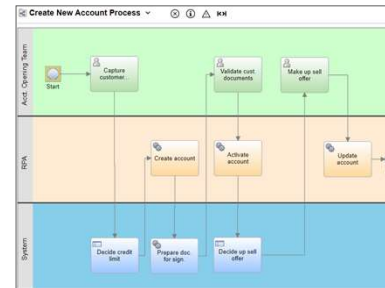 Create New Account Process
Acct. Opening Team
Start
Capture
customer...
Validate cust.
documents
Make up sell
offer
RPA
Create account
Activate
account
Update
account
System
Decide credit
limit
Prepare doc.
for sign.
Decide up sell
offer